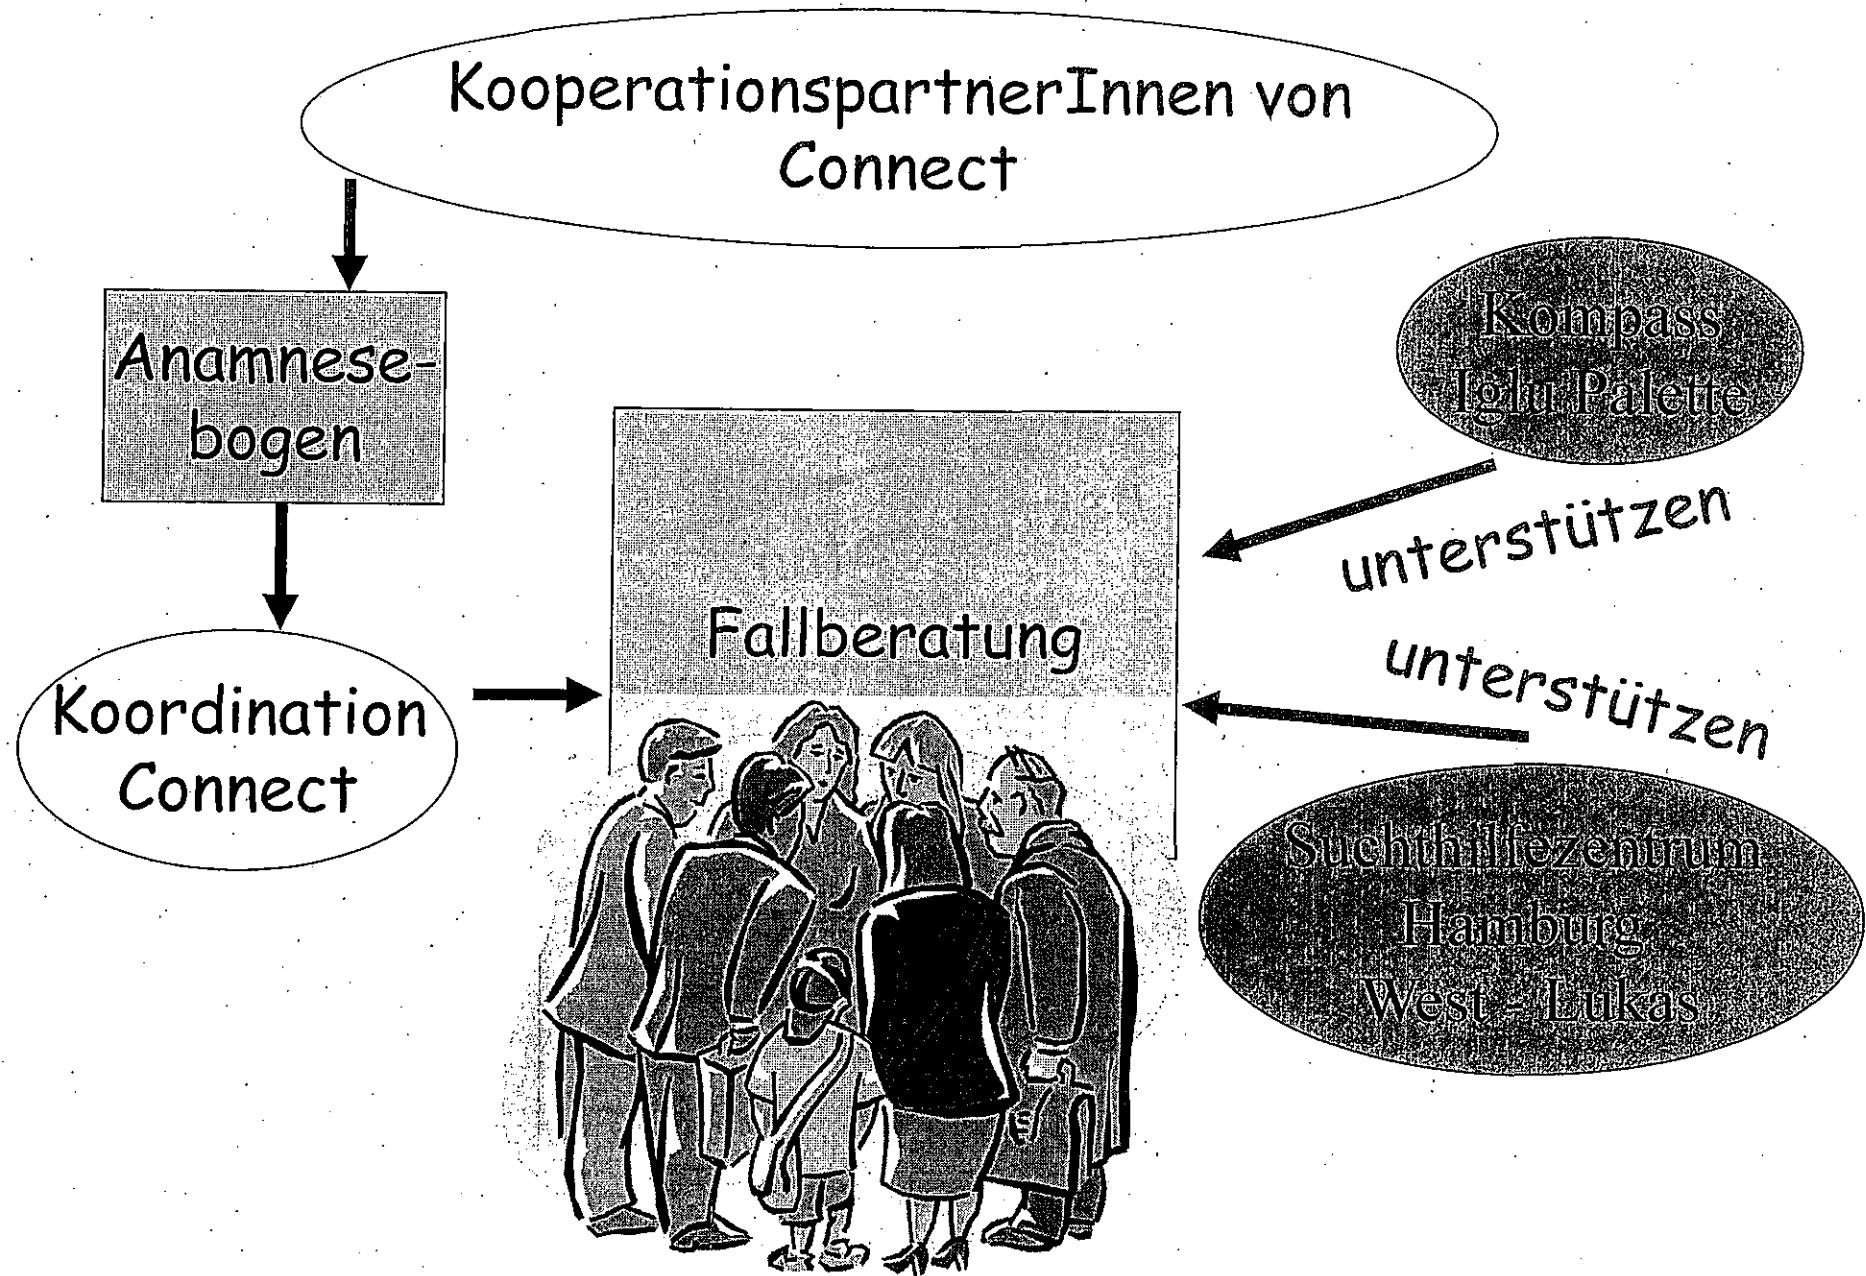 KooperationspartnerInnen von
Connect
Anamnese-
bogen
Koordination
Connect
Fallberatung
Kompass
Iglu Palette
unterstützen
unterstützen
Suchthilfezentrum
Hamburg
West - Lukas